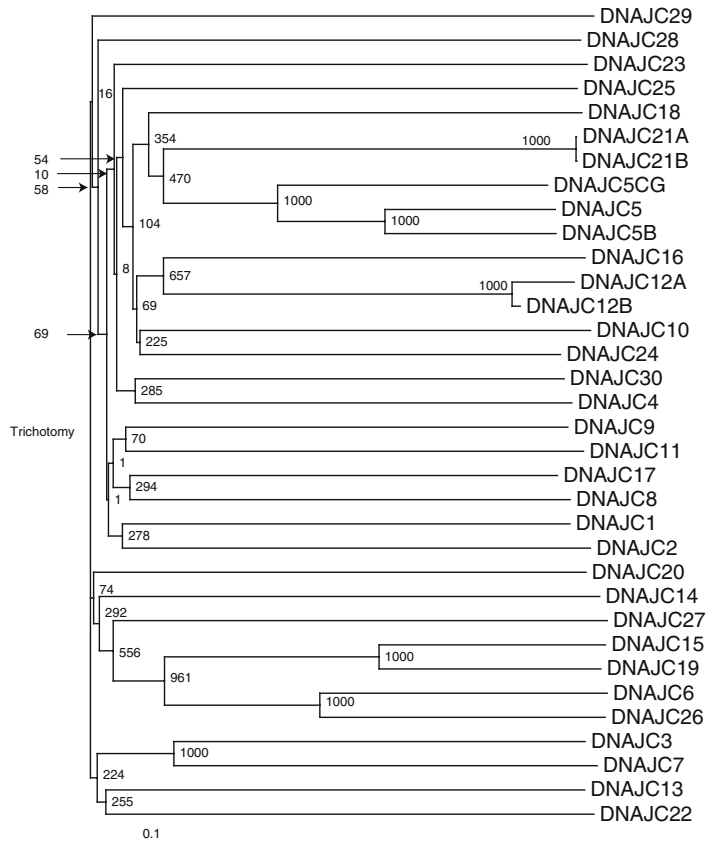 DNAJC29
DNAJC28
DNAJC23
16
DNAJC25
DNAJC18
354
1000
DNAJC21A
54
DNAJC21B
10
470
58
DNAJC5CG
1000
DNAJC5
104
1000
DNAJC5B
DNAJC16
8
657
1000
DNAJC12A
69
DNAJC12B
69
DNAJC10
225
DNAJC24
DNAJC30
285
DNAJC4
Trichotomy
DNAJC9
70
DNAJC11
1
DNAJC17
294
1
DNAJC8
DNAJC1
278
DNAJC2
DNAJC20
74
DNAJC14
292
DNAJC27
556
DNAJC15
1000
DNAJC19
961
DNAJC6
1000
DNAJC26
DNAJC3
1000
DNAJC7
224
DNAJC13
255
DNAJC22
0.1